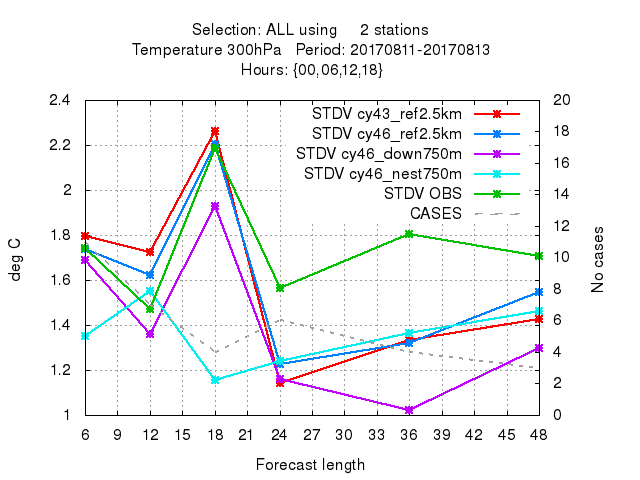 Selection: ALL using 2 stations
Temperature 300hPa Period: 20170811-20170813
Hours: {00,06,12,18}
STDV cy43_ref2.5km
STDV cy46_ref2.5km
STDV cy46_down750m
STDV cy46_nest750m
STDV OBS
CASES
2.4
2.2
2
1.8
1.6
1.4
1.2
1
deg C
20
18
16
14
12
10
8
6
4
2
0
No cases
6 9 12 15 18 21 24 27 30 33 36 39 42 45 48
Forecast length